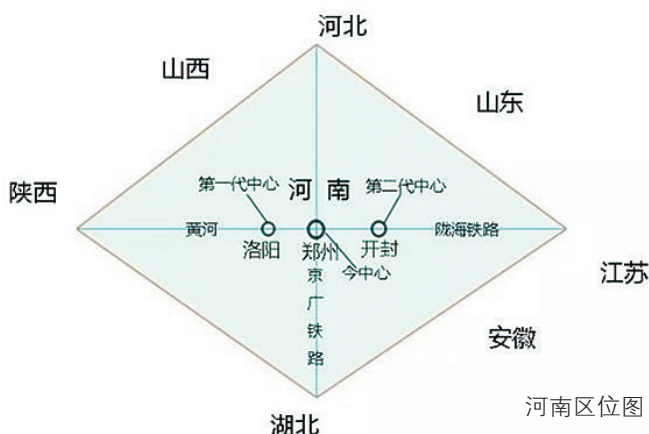 河北
山西
山东
陕西
第一代中心
河 南
第二代中心
黄河
陇海铁路
洛阳
郑州
开封
今中心
京广铁路
江苏
安徽
湖北
河南区位图